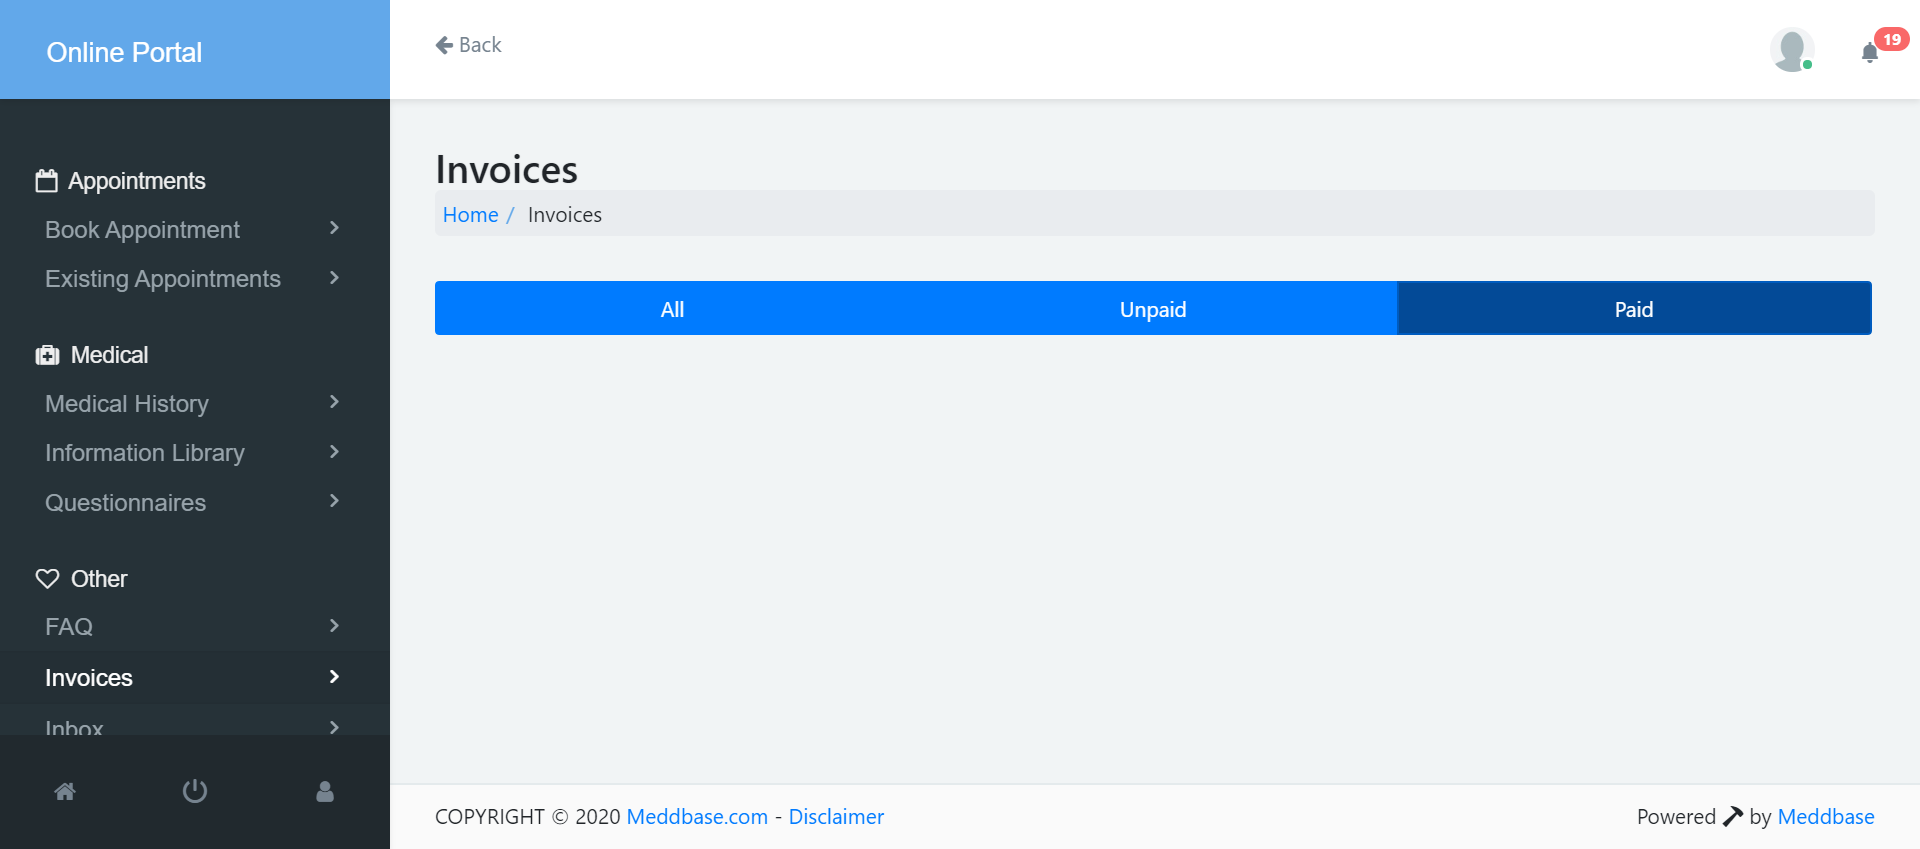 Online Portal
Back
19
Appointments
Book Appointment
Existing Appointments
Medical
Medical History
Information Library
Questionnaires
Other
FAQ
Invoices
Inbox
Invoices
Home / Invoices
All
Unpaid
Paid
COPYRIGHT © 2020 Meddbase.com - Disclaimer
Powered by Meddbase